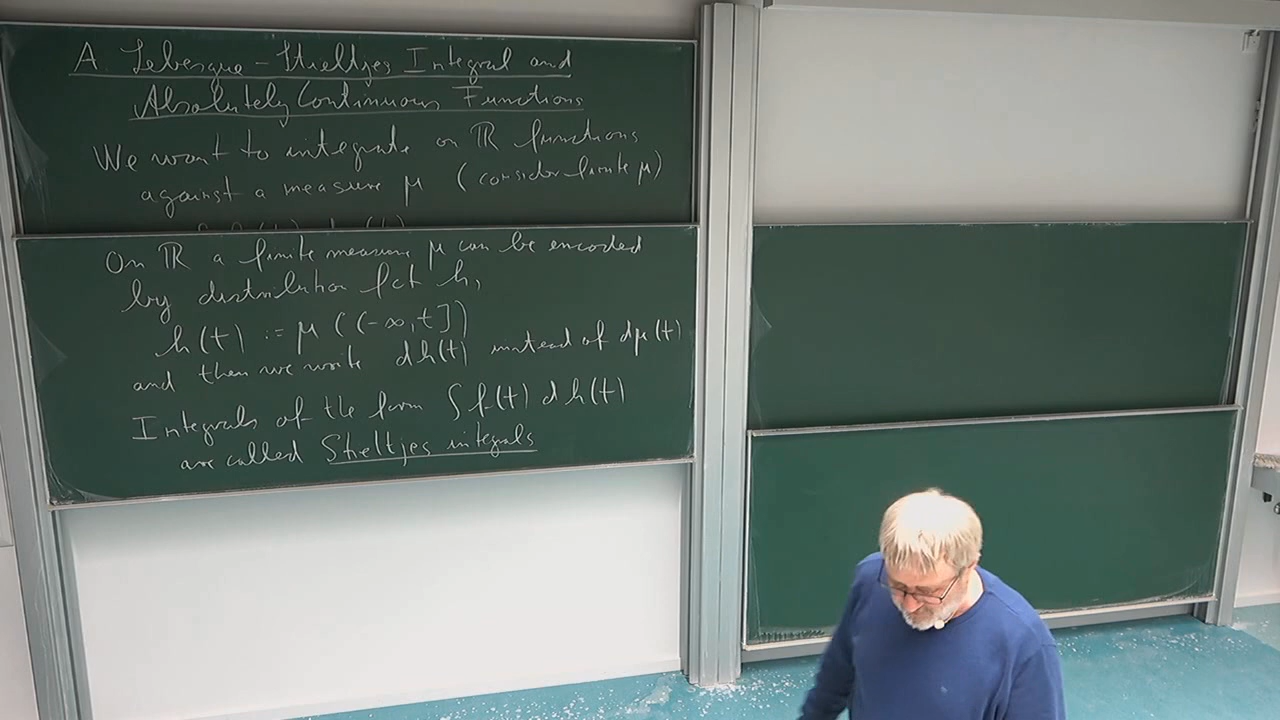 A. Lebesgue-Stieltjes Integral and
Absolutely Continuous Functions
We want to integrate on ℝ functions
against a measure μ (consider finite μ)
On ℝ a finite measure μ can be encoded
by distribution fct h,
h(t) := μ((-∞,t])
and then we write dh(t) instead of dμ(t)
Integrals of the form ∫f(t) dh(t)
are called Stieltjes integrals